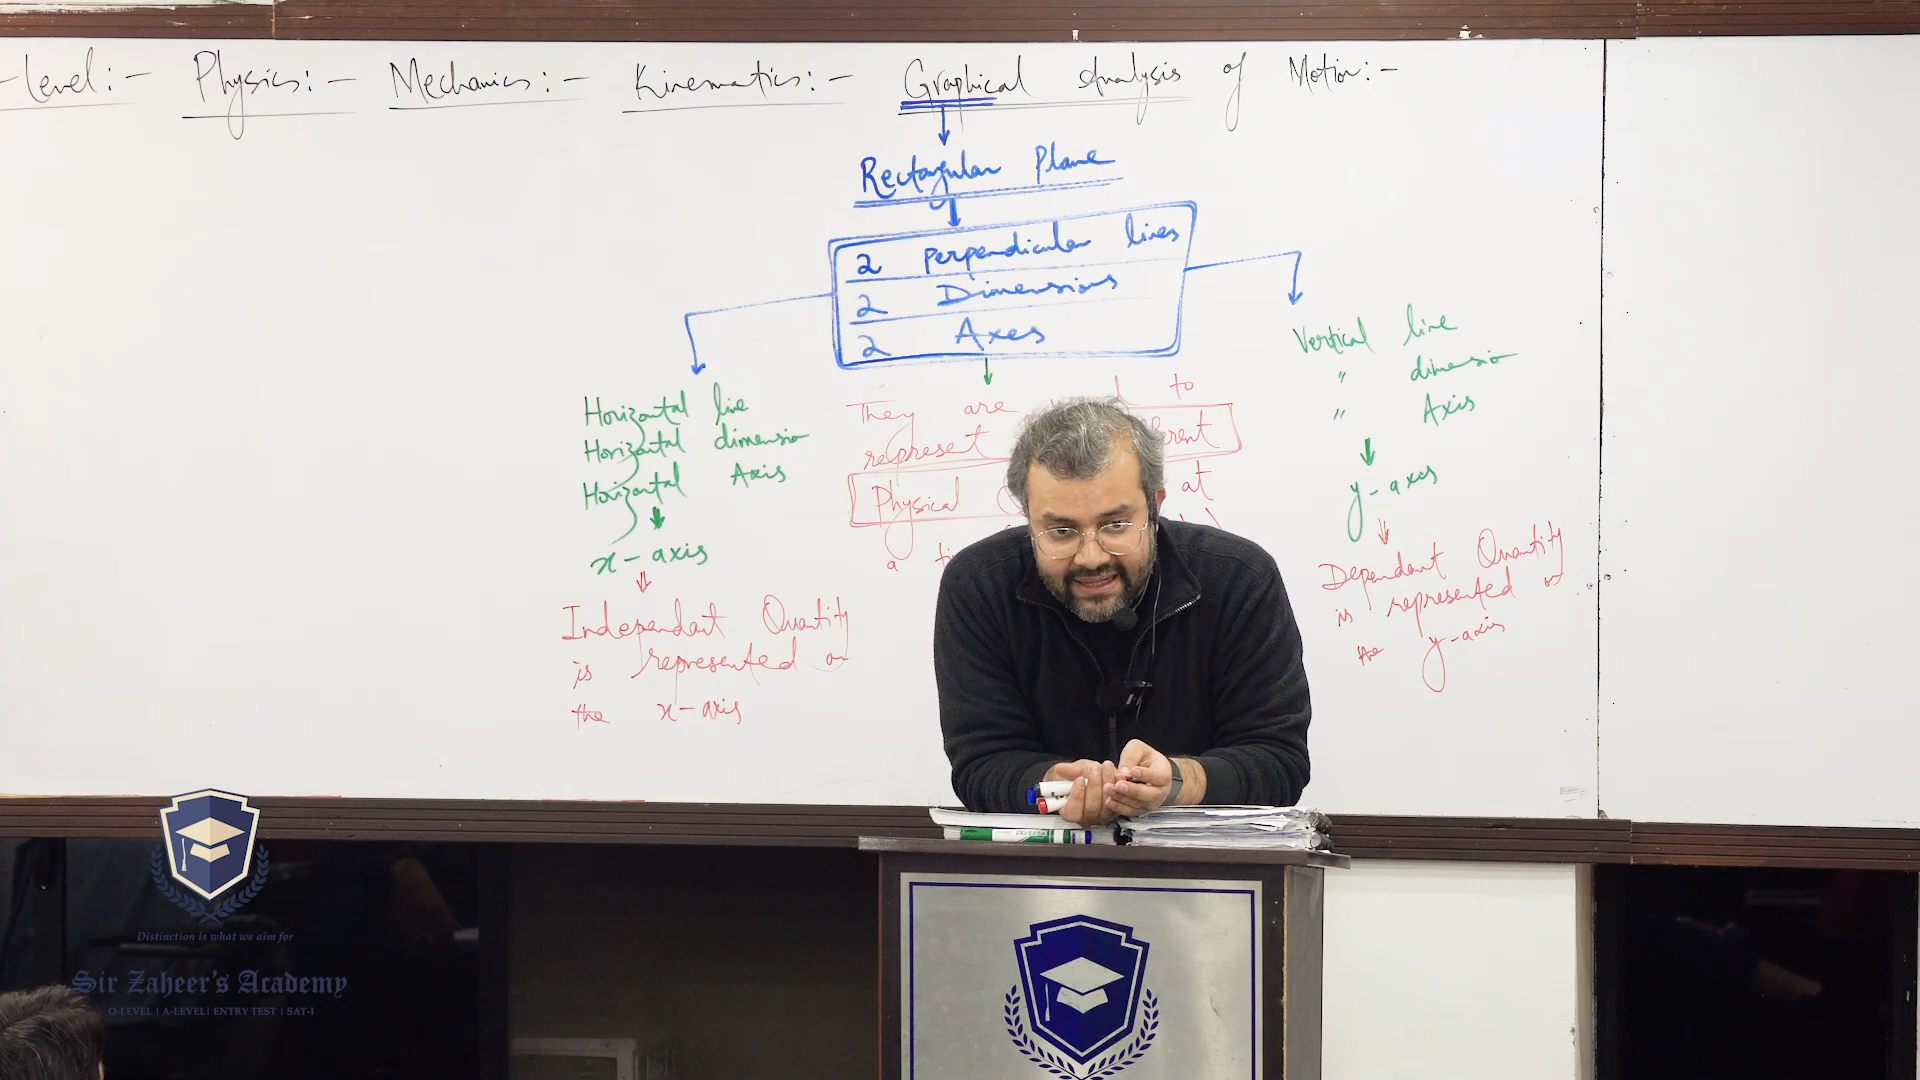 -level:- Physics:- Mechanics:- Kinematics:- Graphical Analysis of Motion:-
Rectangular Plane
2 Perpendicular lines
2 Dimensions
2 Axes
Horizontal line
Horizontal dimension
Horizontal Axis
x-axis
Independant Quantity
is represented on
the x-axis
They are to
represent
Physical at
a
Vertical line
" dimension
" Axis
y-axis
Dependant Quantity
is represented on
the y-axis
Distinction is what we aim for
Sir Zaheer's Academy
O-LEVEL | A-LEVEL | ENTRY TEST | SAT-I